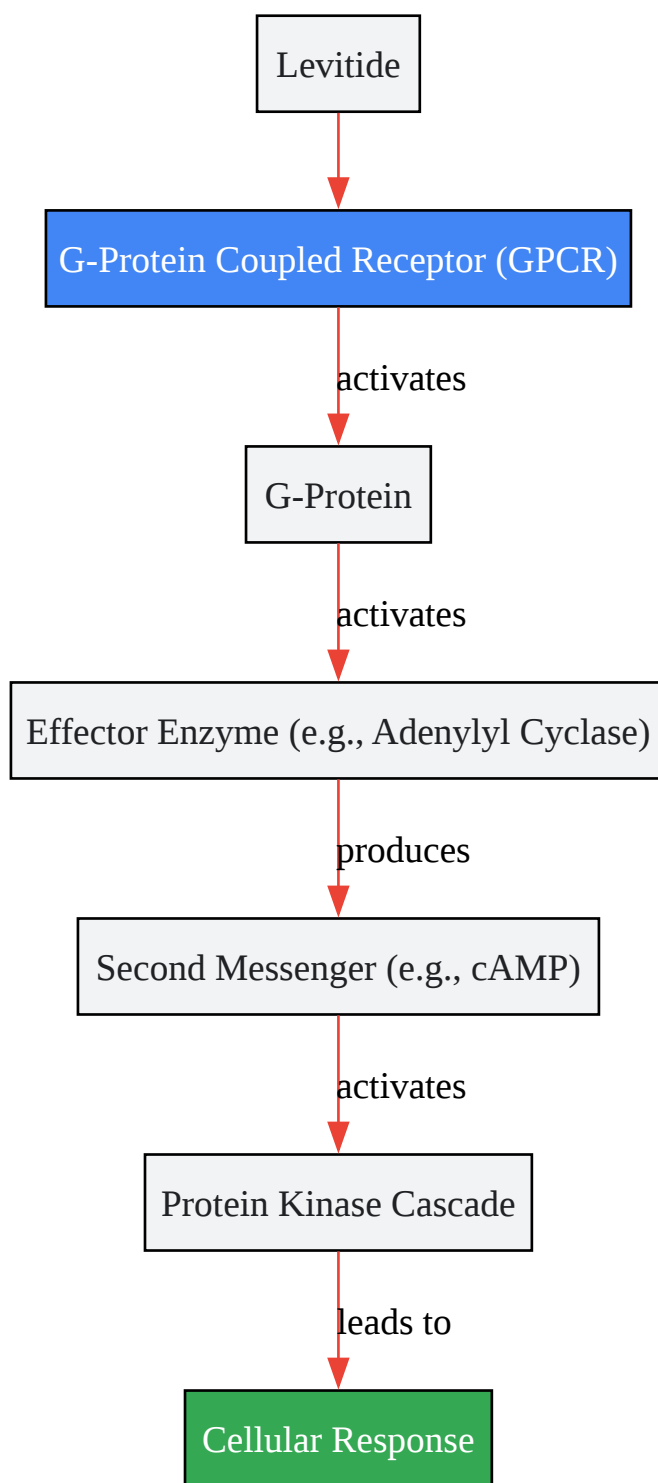 Levitide
G-Protein Coupled Receptor (GPCR)
activates
G-Protein
activates
Effector Enzyme (e.g., Adenylyl Cyclase)
produces
Second Messenger (e.g., cAMP)
activates
Protein Kinase Cascade
leads to
Cellular Response